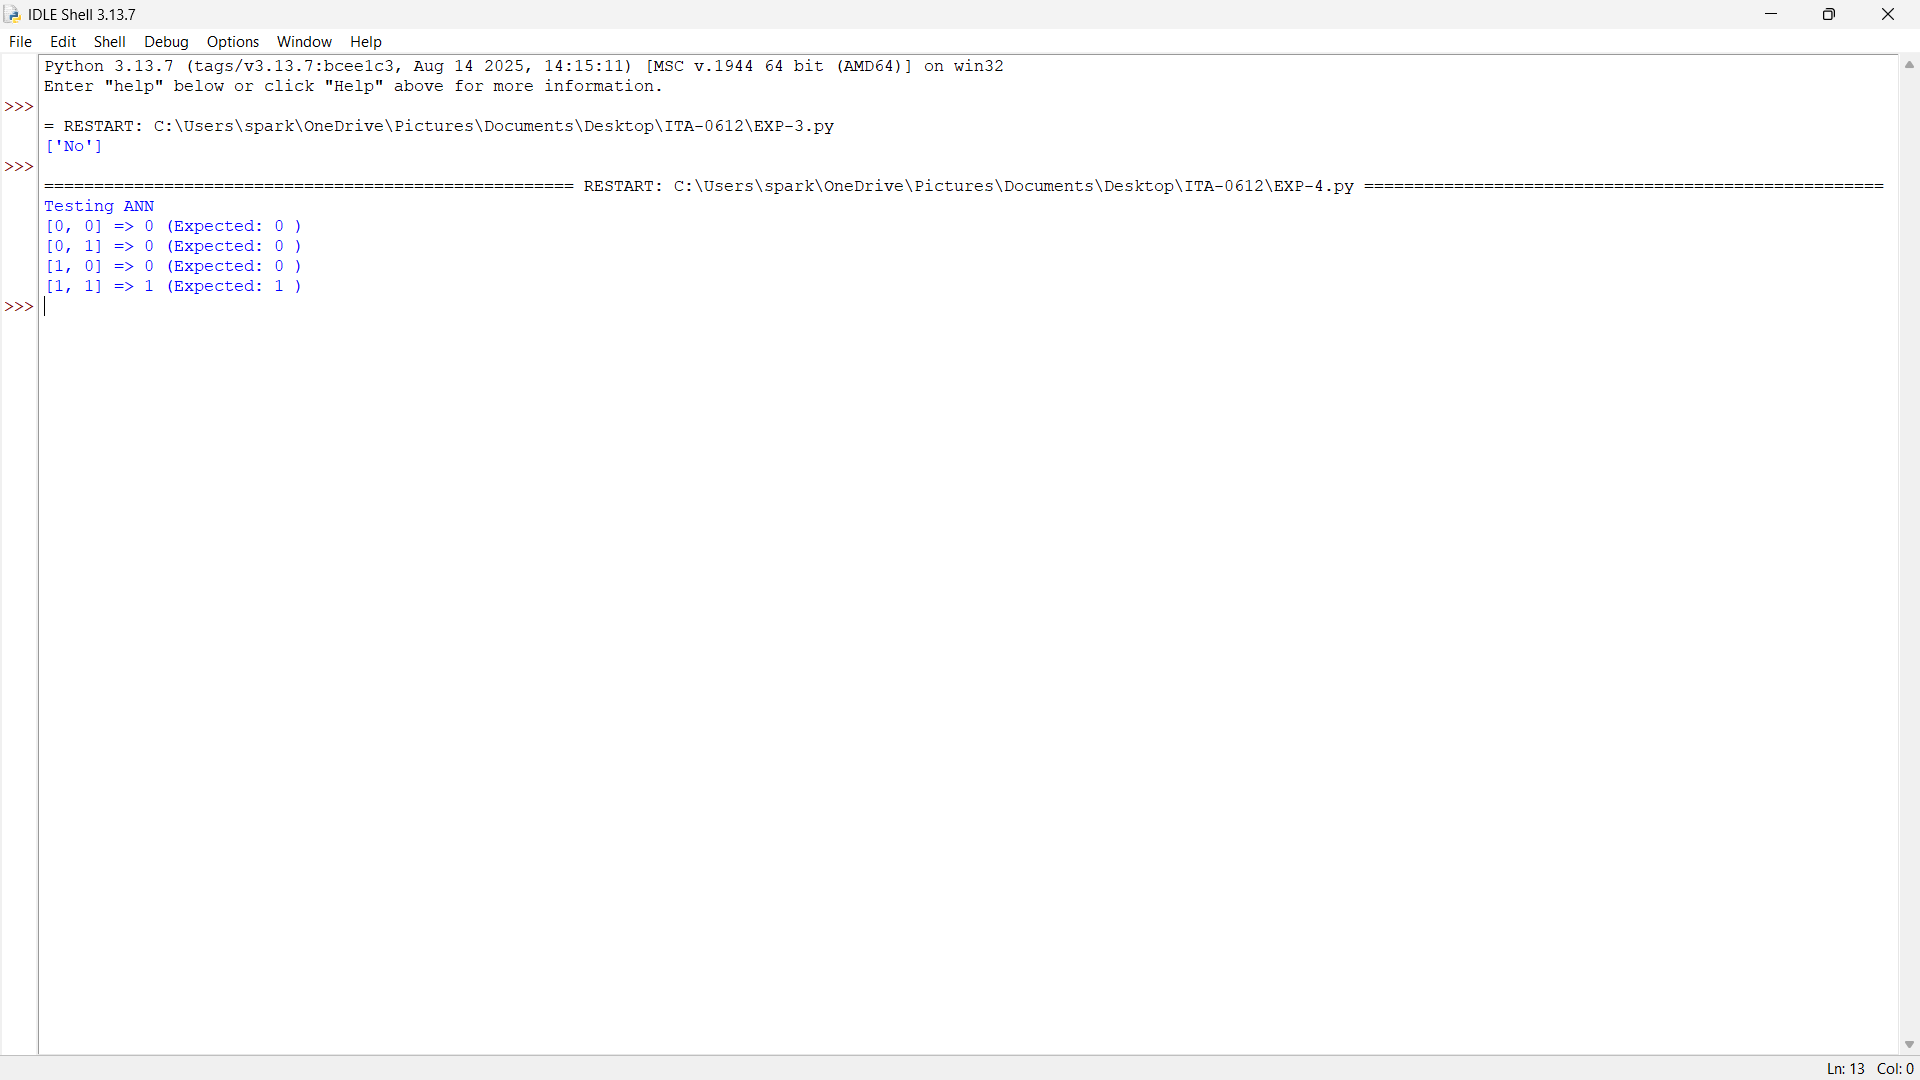 IDLE Shell 3.13.7
File Edit Shell Debug Options Window Help
Python 3.13.7 (tags/v3.13.7:bcee1c3, Aug 14 2025, 14:15:11) [MSC v.1944 64 bit (AMD64)] on win32
Enter "help" below or click "Help" above for more information.
>>>
= RESTART: C:\Users\spark\OneDrive\Pictures\Documents\Desktop\ITA-0612\EXP-3.py
['No']
>>>
===================================================== RESTART: C:\Users\spark\OneDrive\Pictures\Documents\Desktop\ITA-0612\EXP-4.py ====================================================
Testing ANN
[0, 0] => 0 (Expected: 0 )
[0, 1] => 0 (Expected: 0 )
[1, 0] => 0 (Expected: 0 )
[1, 1] => 1 (Expected: 1 )
>>>
Ln: 13 Col: 0